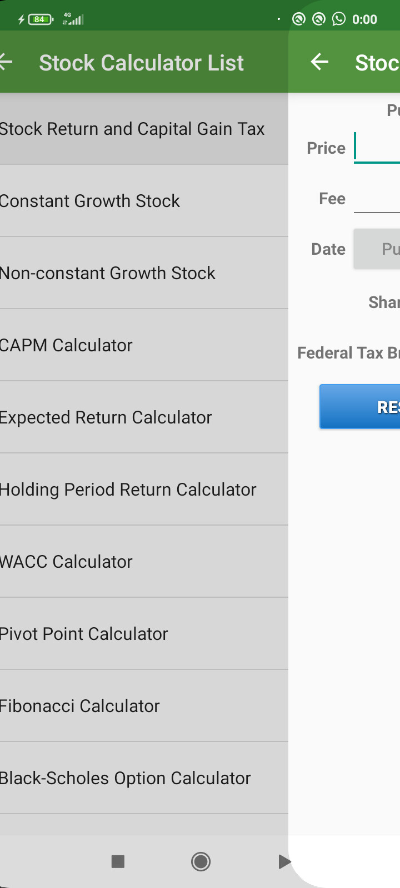 84 4G 0:00
Stock Calculator List
Stock Return and Capital Gain Tax
Constant Growth Stock
Non-constant Growth Stock
CAPM Calculator
Expected Return Calculator
Holding Period Return Calculator
WACC Calculator
Pivot Point Calculator
Fibonacci Calculator
Black-Scholes Option Calculator
Stoc
Pu
Price
Fee
Date Pu
Shar
Federal Tax Br
RES